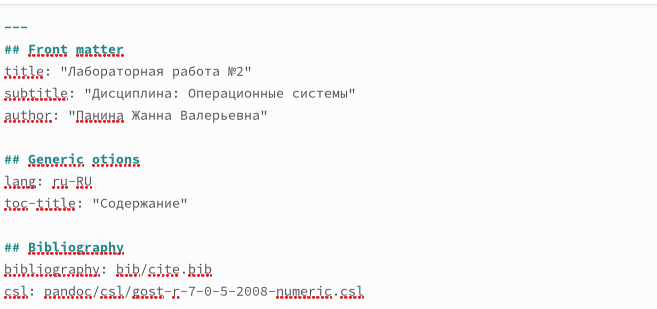 ---
## Front matter
title: "Лабораторная работа №2"
subtitle: "Дисциплина: Операционные системы"
author: "Панина Жанна Валерьевна"
## Generic otions
lang: ru-RU
toc-title: "Содержание"
## Bibliography
bibliography: bib/cite.bib
csl: pandoc/csl/gost-r-7-0-5-2008-numeric.csl